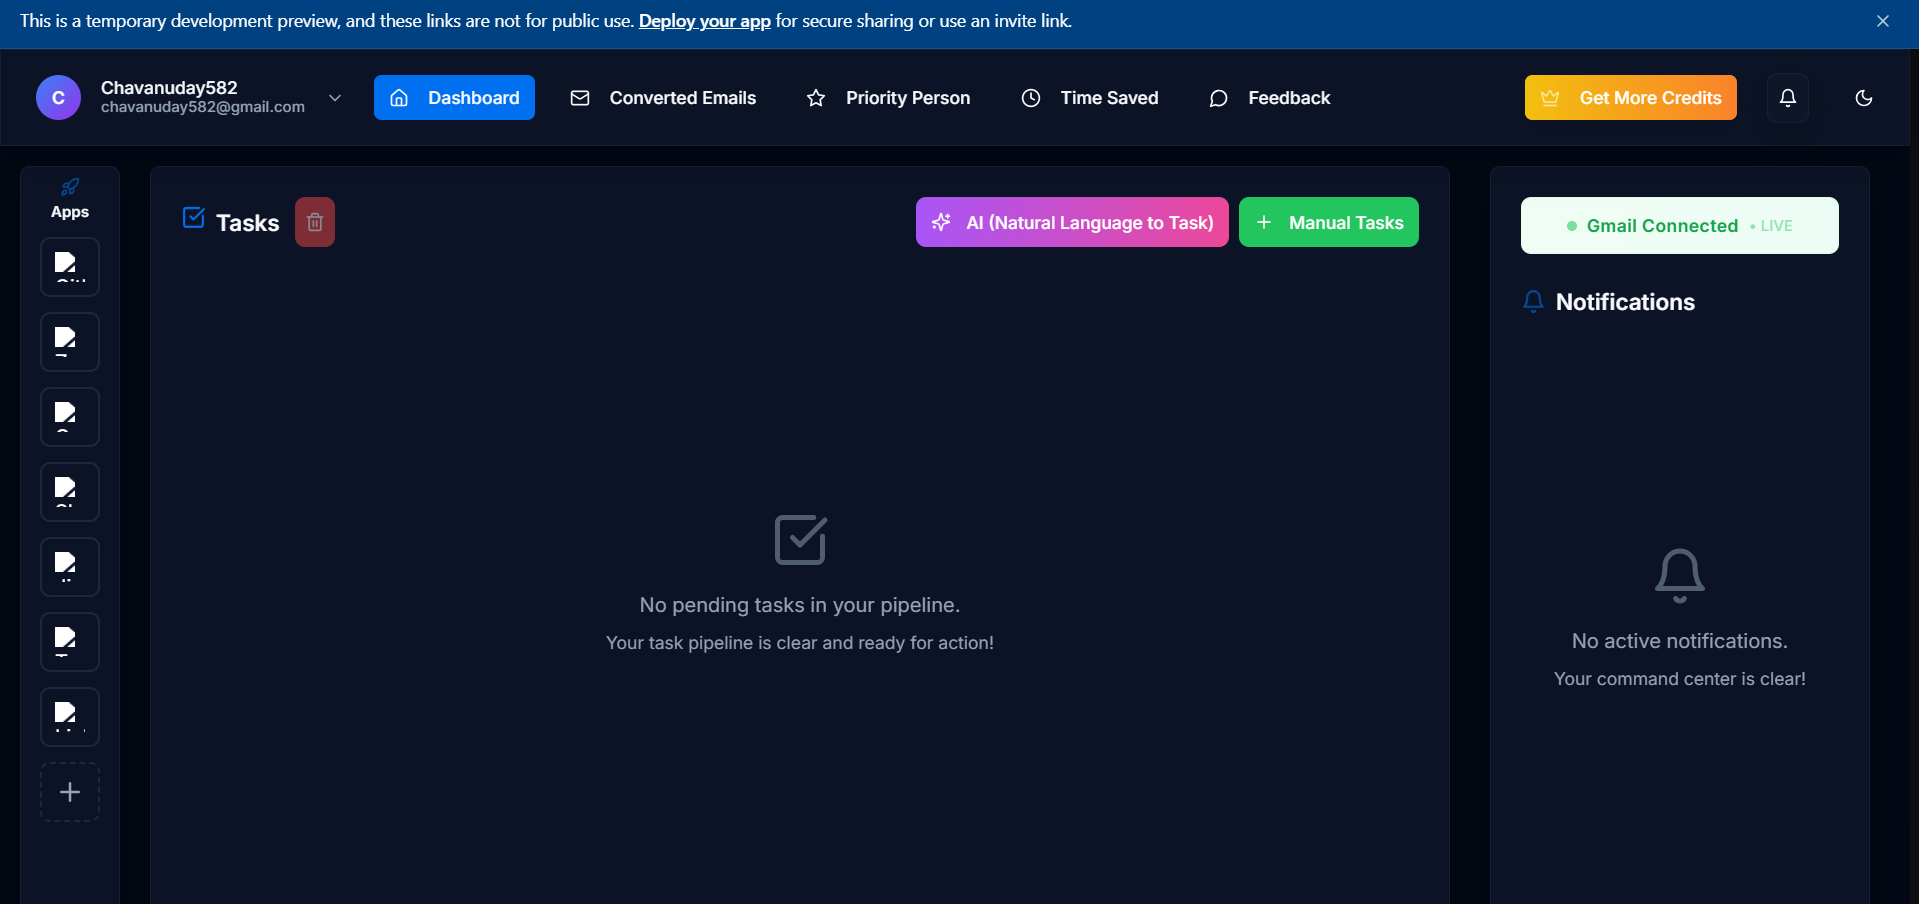 This is a temporary development preview, and these links are not for public use. Deploy your app for secure sharing or use an invite link.
C
Chavanuday582
chavanuday582@gmail.com
Dashboard
Converted Emails
Priority Person
Time Saved
Feedback
Get More Credits
Apps
Tasks
AI (Natural Language to Task)
Manual Tasks
No pending tasks in your pipeline.
Your task pipeline is clear and ready for action!
Gmail Connected • LIVE
Notifications
No active notifications.
Your command center is clear!